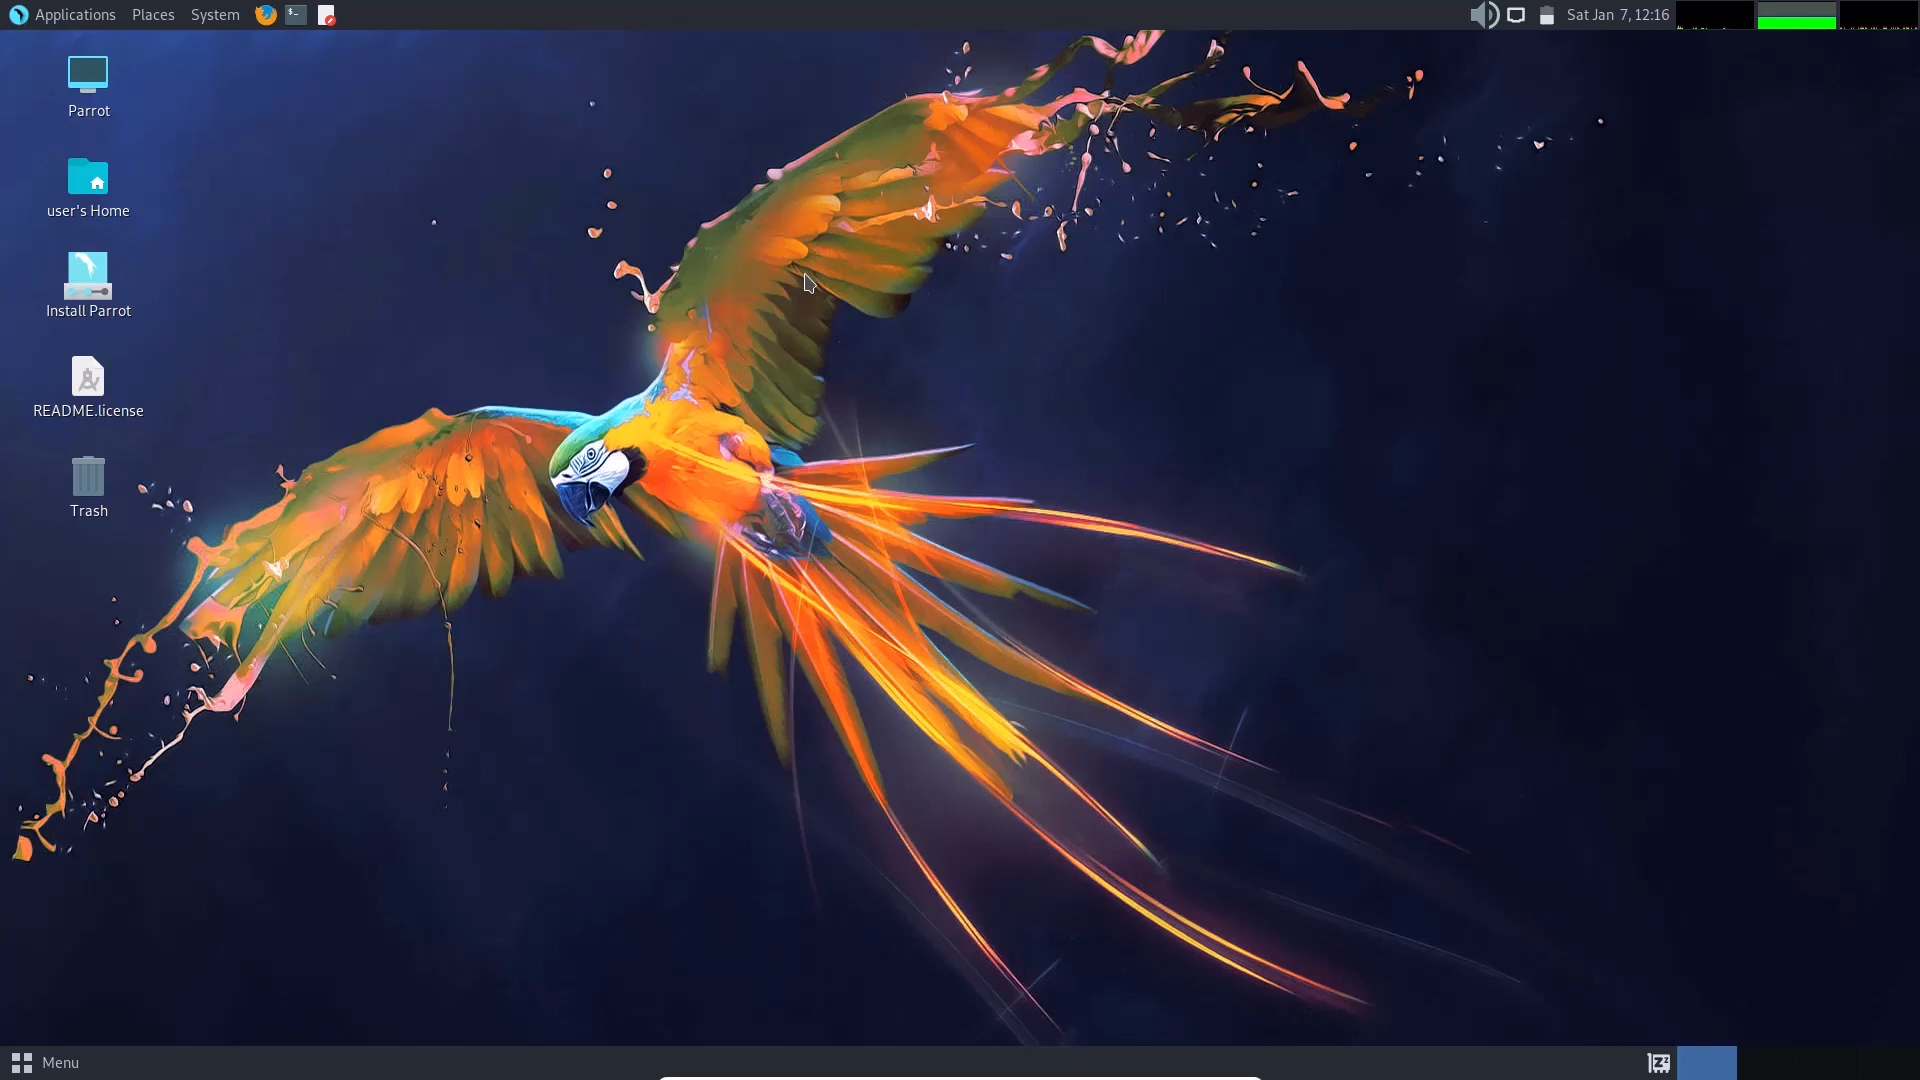 Applications Places System
Sat Jan 7, 12:16
Parrot
user's Home
Install Parrot
README.license
Trash
Menu